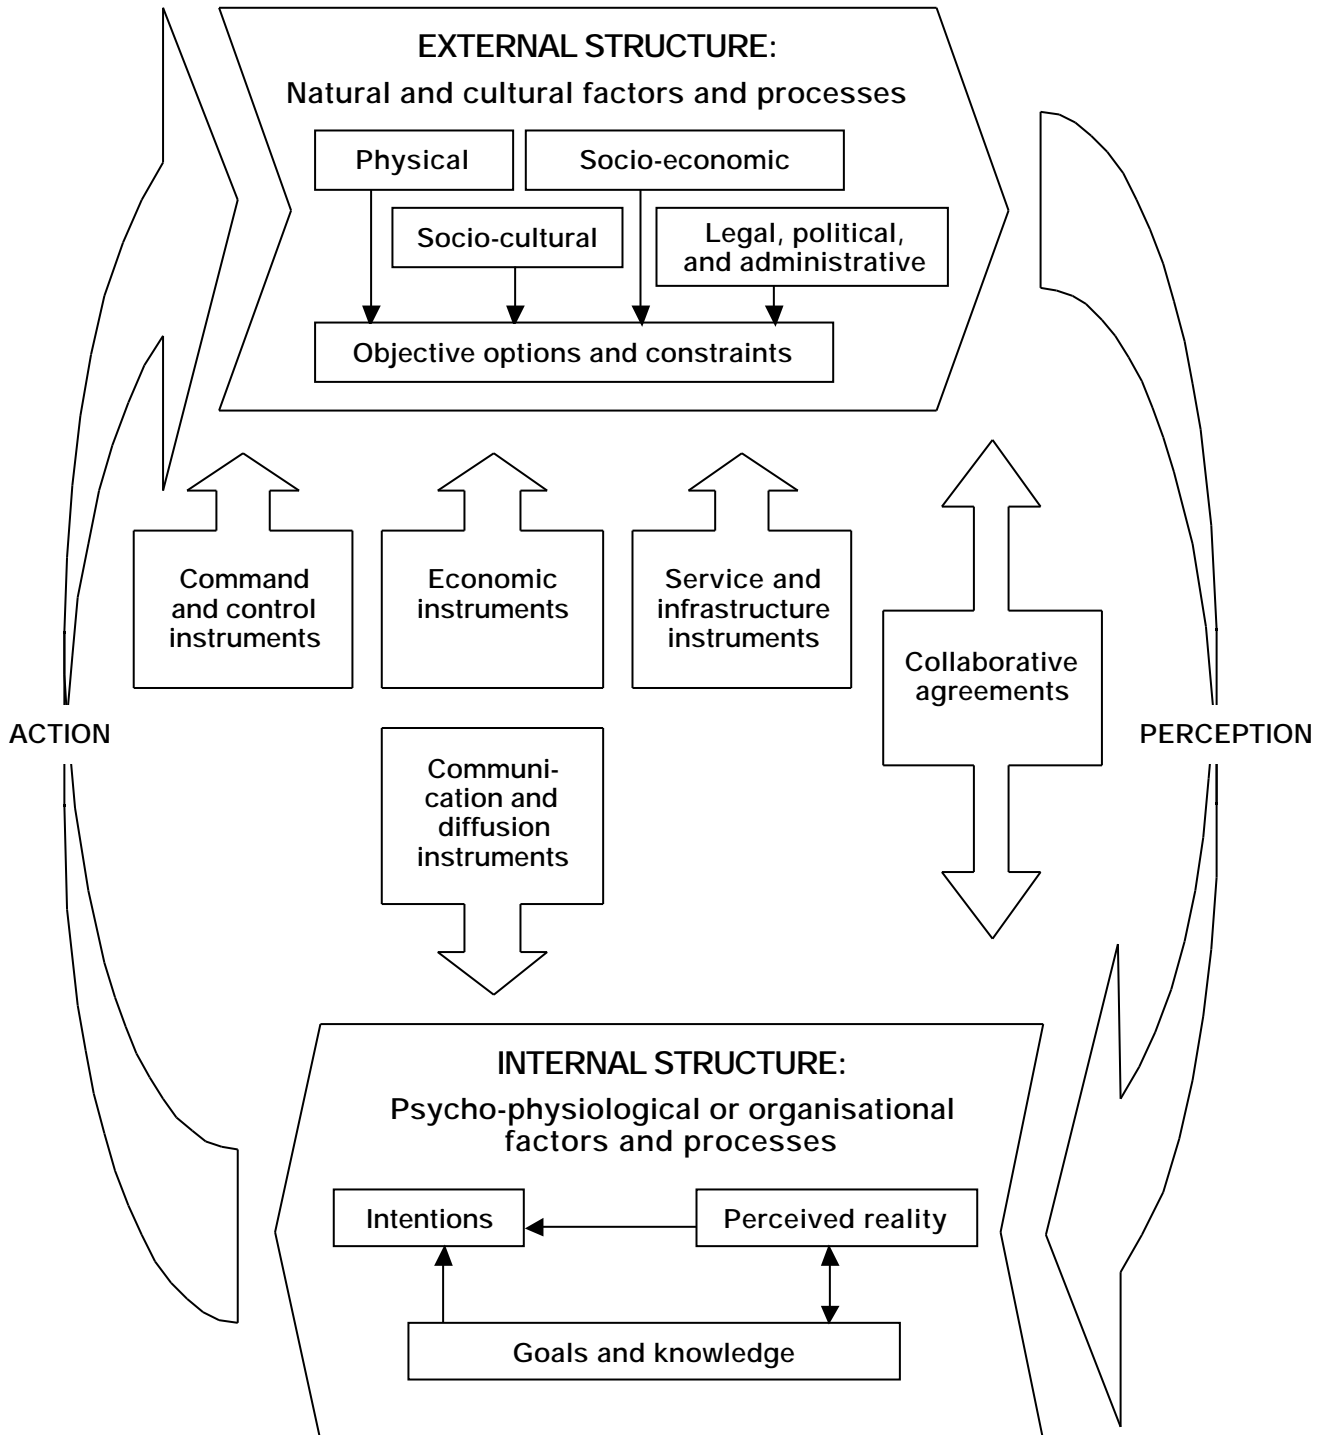 EXTERNAL STRUCTURE:
Natural and cultural factors and processes
Physical
Socio-economic
Socio-cultural
Legal, political,
and administrative
Objective options and constraints
Command
and control
instruments
Economic
instruments
Service and
infrastructure
instruments
Collaborative
agreements
ACTION
PERCEPTION
Communi-
cation and
diffusion
instruments
INTERNAL STRUCTURE:
Psycho-physiological or organisational
factors and processes
Intentions
Perceived reality
Goals and knowledge